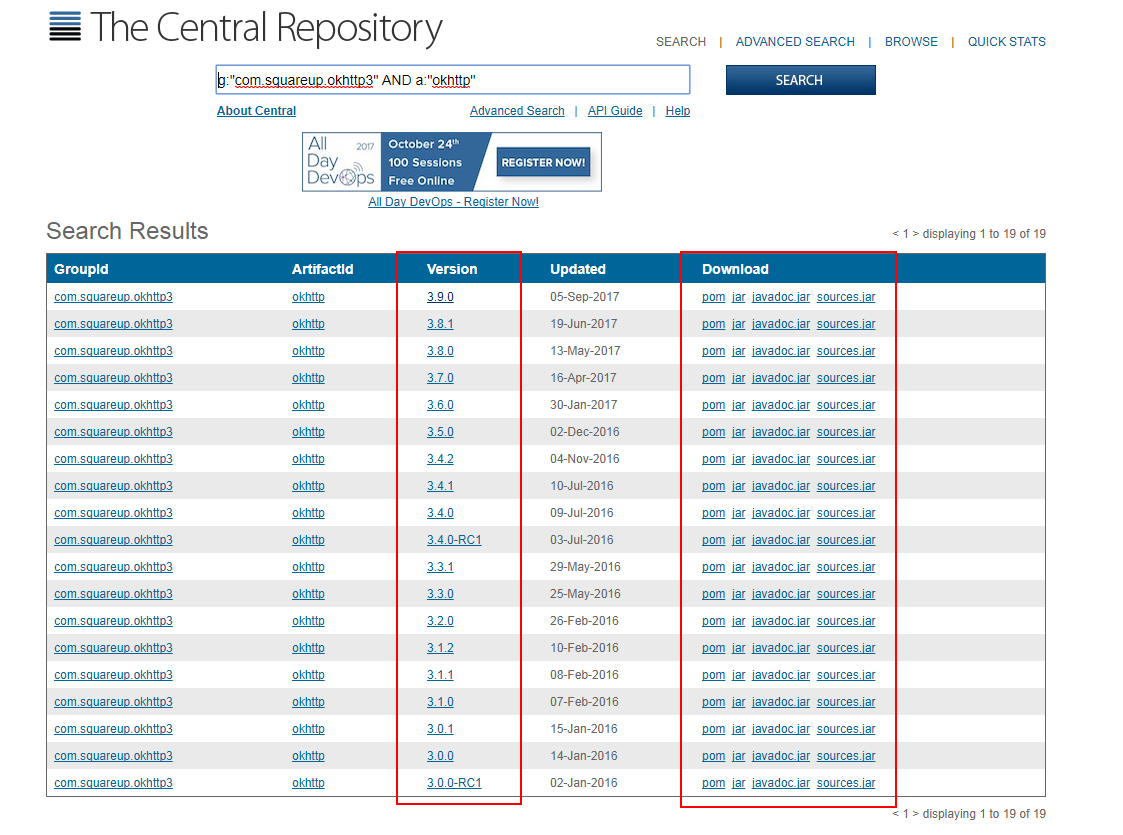 The Central Repository
SEARCH | ADVANCED SEARCH | BROWSE | QUICK STATS
g:"com.squareup.okhttp3" AND a:"okhttp"
SEARCH
About Central
Advanced Search | API Guide | Help
All Day DevOps 2017
October 24th
100 Sessions
Free Online
REGISTER NOW!
All Day DevOps - Register Now!
Search Results
< 1 > displaying 1 to 19 of 19
GroupId ArtifactId Version Updated Download
com.squareup.okhttp3 okhttp 3.9.0 05-Sep-2017 pom jar javadoc.jar sources.jar
com.squareup.okhttp3 okhttp 3.8.1 19-Jun-2017 pom jar javadoc.jar sources.jar
com.squareup.okhttp3 okhttp 3.8.0 13-May-2017 pom jar javadoc.jar sources.jar
com.squareup.okhttp3 okhttp 3.7.0 16-Apr-2017 pom jar javadoc.jar sources.jar
com.squareup.okhttp3 okhttp 3.6.0 30-Jan-2017 pom jar javadoc.jar sources.jar
com.squareup.okhttp3 okhttp 3.5.0 02-Dec-2016 pom jar javadoc.jar sources.jar
com.squareup.okhttp3 okhttp 3.4.2 04-Nov-2016 pom jar javadoc.jar sources.jar
com.squareup.okhttp3 okhttp 3.4.1 10-Jul-2016 pom jar javadoc.jar sources.jar
com.squareup.okhttp3 okhttp 3.4.0 09-Jul-2016 pom jar javadoc.jar sources.jar
com.squareup.okhttp3 okhttp 3.4.0-RC1 03-Jul-2016 pom jar javadoc.jar sources.jar
com.squareup.okhttp3 okhttp 3.3.1 29-May-2016 pom jar javadoc.jar sources.jar
com.squareup.okhttp3 okhttp 3.3.0 25-May-2016 pom jar javadoc.jar sources.jar
com.squareup.okhttp3 okhttp 3.2.0 26-Feb-2016 pom jar javadoc.jar sources.jar
com.squareup.okhttp3 okhttp 3.1.2 10-Feb-2016 pom jar javadoc.jar sources.jar
com.squareup.okhttp3 okhttp 3.1.1 08-Feb-2016 pom jar javadoc.jar sources.jar
com.squareup.okhttp3 okhttp 3.1.0 07-Feb-2016 pom jar javadoc.jar sources.jar
com.squareup.okhttp3 okhttp 3.0.1 15-Jan-2016 pom jar javadoc.jar sources.jar
com.squareup.okhttp3 okhttp 3.0.0 14-Jan-2016 pom jar javadoc.jar sources.jar
com.squareup.okhttp3 okhttp 3.0.0-RC1 02-Jan-2016 pom jar javadoc.jar sources.jar
< 1 > displaying 1 to 19 of 19